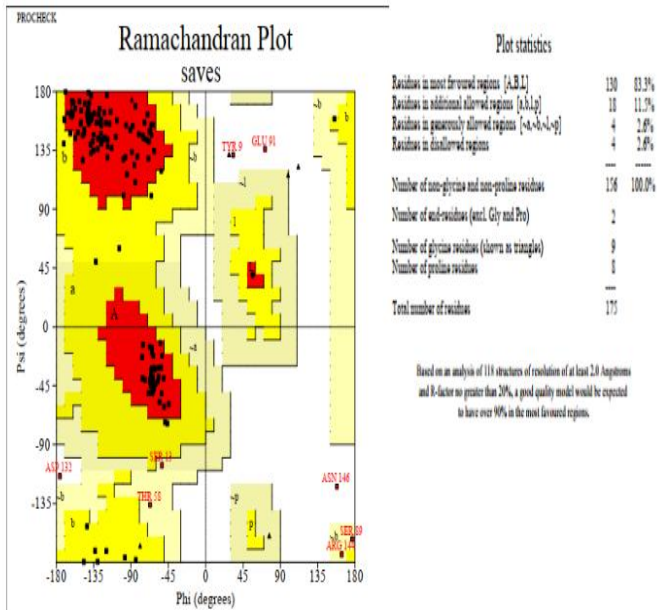 PROCHECK
Ramachandran Plot
saves
180
135
90
45
0
-45
-90
-135
-180
Psi (degrees)
-180 -135 -90 -45 0 45 90 135 180
Phi (degrees)
B
b
~b
~b
b
~b
TYR 9
GLU 91
~l
l
a
A
~a
ASP 132
SER 13
THR 58
ASN 146
SER 89
~b
b
~b
~p
p
~b
Plot statistics
Residues in most favoured regions [A,B,L] 130 83.3%
Residues in additional allowed regions [a,b,l,p] 18 11.5%
Residues in generously allowed regions [~a,~b,~l,~p] 4 2.6%
Residues in disallowed regions 4 2.6%
---- ------
Number of non-glycine and non-proline residues 156 100.0%
Number of end-residues (excl. Gly and Pro) 2
Number of glycine residues (shown as triangles) 9
Number of proline residues 8
----
Total number of residues 175
Based on an analysis of 118 structures of resolution of at least 2.0 Angstroms
and R-factor no greater than 20%, a good quality model would be expected
to have over 90% in the most favoured regions.